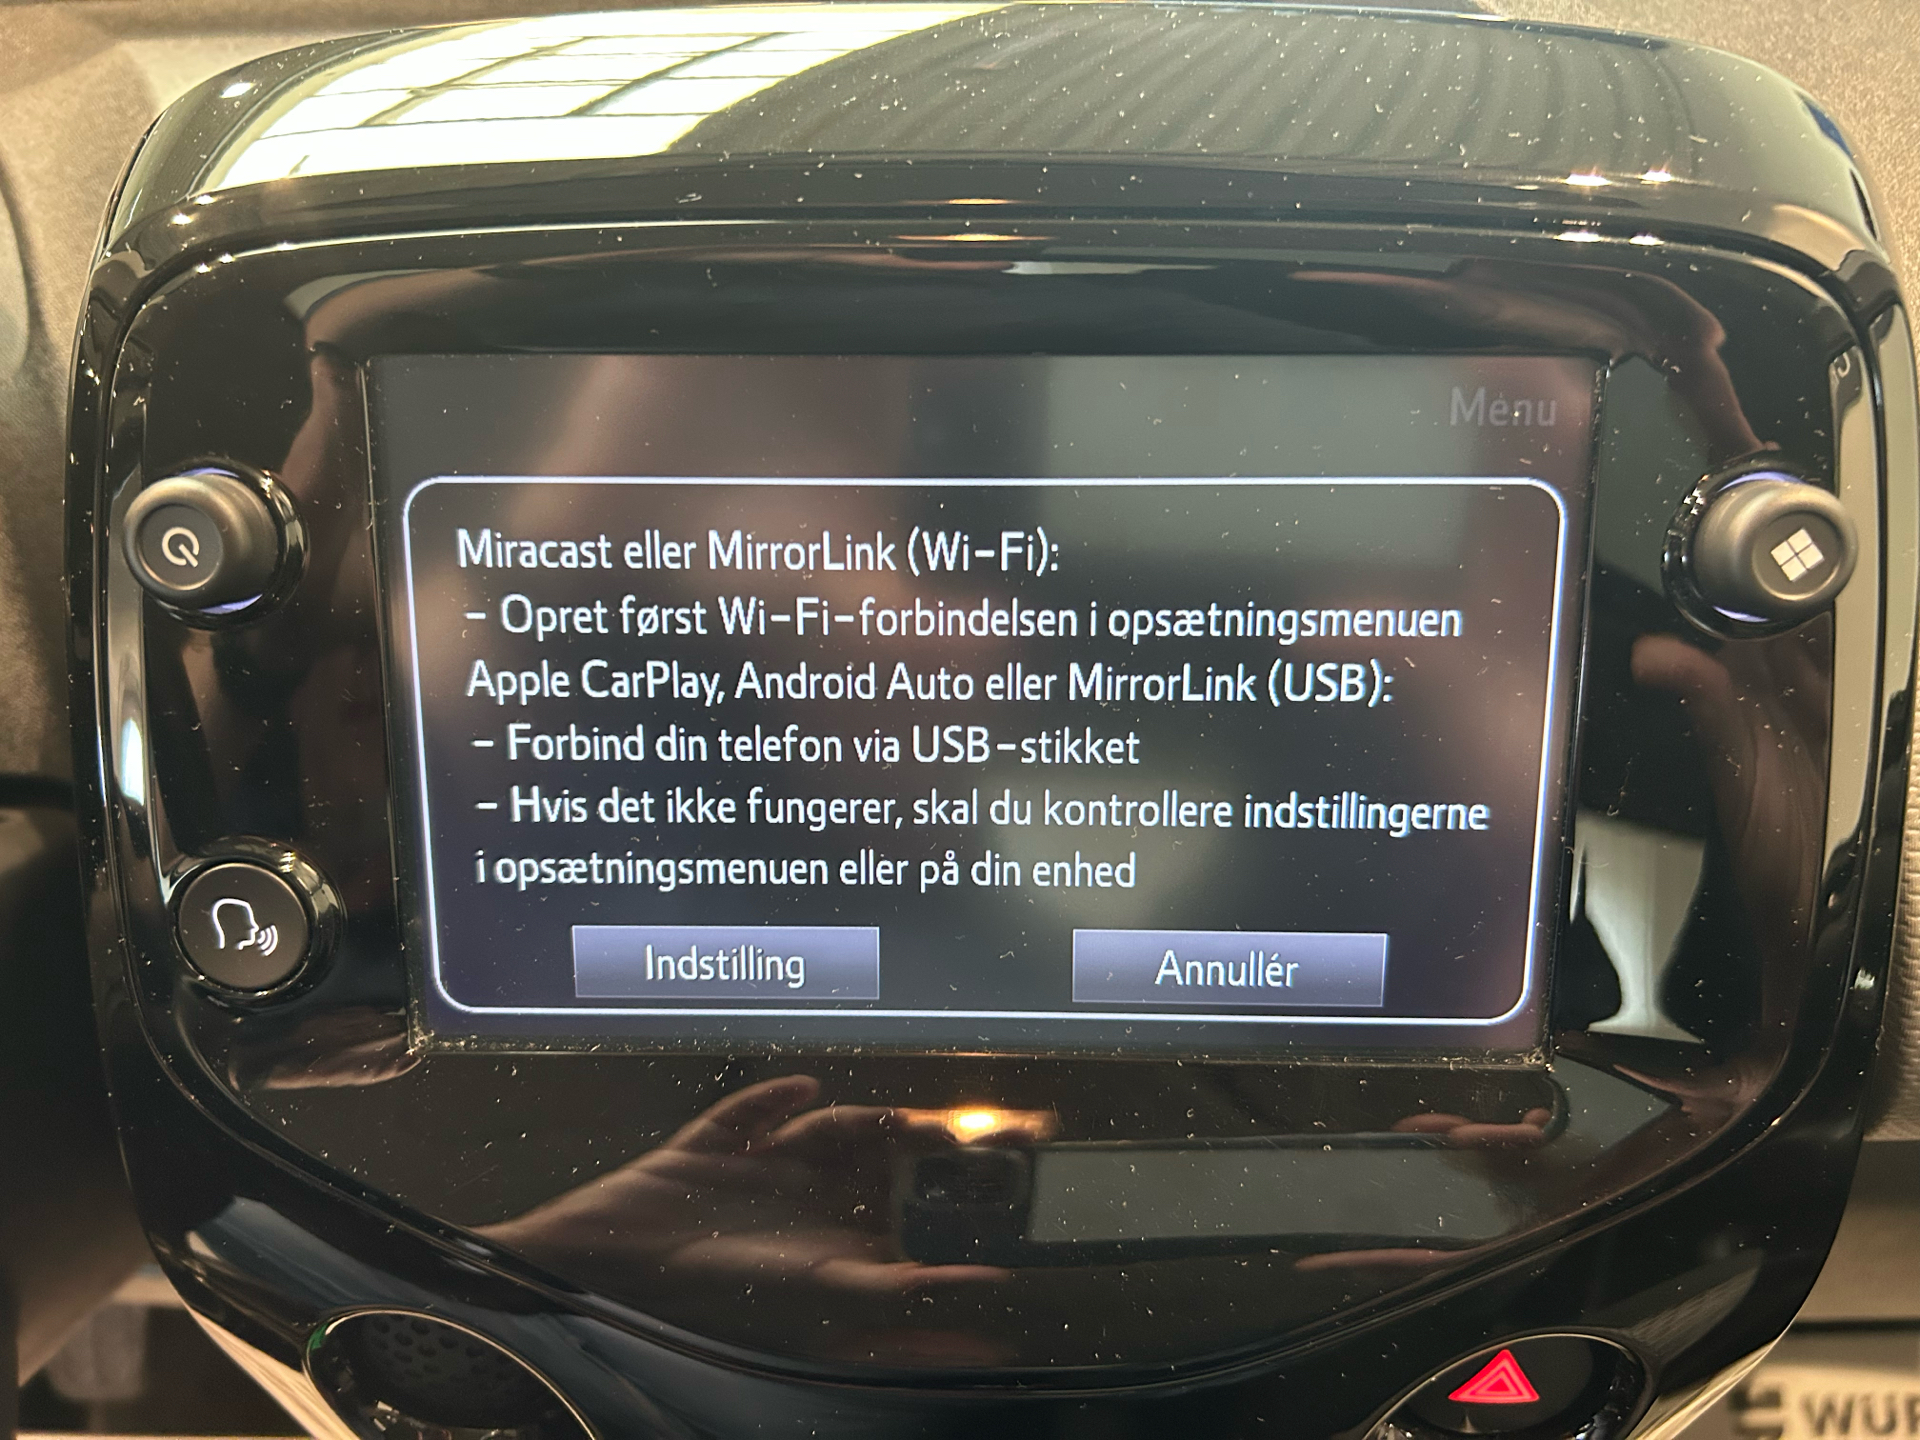 Menu
Miracast eller MirrorLink (Wi-Fi):
- Opret først Wi-Fi-forbindelsen i opsætningsmenuen
Apple CarPlay, Android Auto eller MirrorLink (USB):
- Forbind din telefon via USB-stikket
- Hvis det ikke fungerer, skal du kontrollere indstillingerne
i opsætningsmenuen eller på din enhed
Indstilling
Annullér